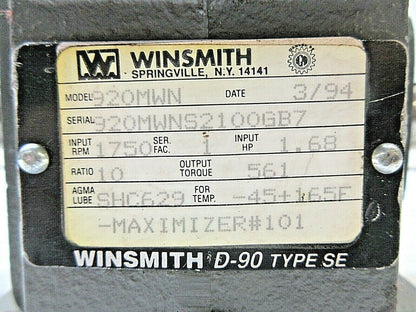 WINSMITH
SPRINGVILLE, N.Y. 14141
MODEL 920MWN DATE 3/94
SERIAL 920MWNS2100GB7
INPUT RPM 1750 SER. FAC. 1 INPUT HP 1.68
RATIO 10 OUTPUT TORQUE 561
AGMA LUBE SHC629 FOR TEMP. -45+165F
-MAXIMIZER#101
WINSMITH D-90 TYPE SE